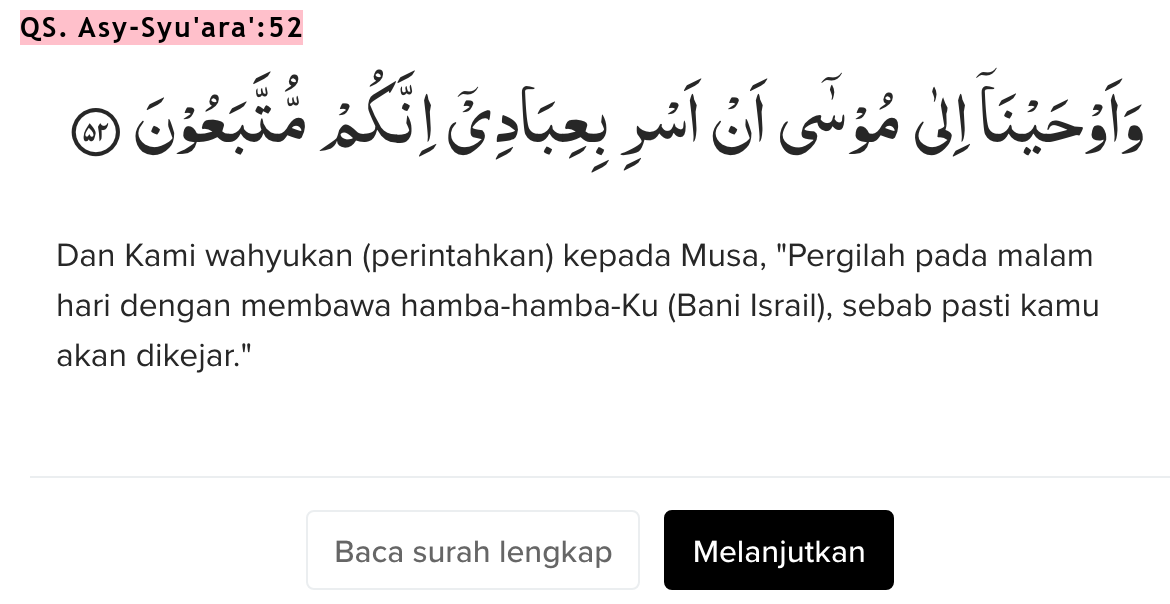 QS. Asy-Syu'ara':52
وَاَوْحَيْنَآ اِلٰى مُوْسٰٓى اَنْ اَسْرِ بِعِبَادِيْٓ اِنَّكُمْ مُّتَّبَعُوْنَ ۝٥٢
Dan Kami wahyukan (perintahkan) kepada Musa, "Pergilah pada malam
hari dengan membawa hamba-hamba-Ku (Bani Israil), sebab pasti kamu
akan dikejar."
Baca surah lengkap
Melanjutkan